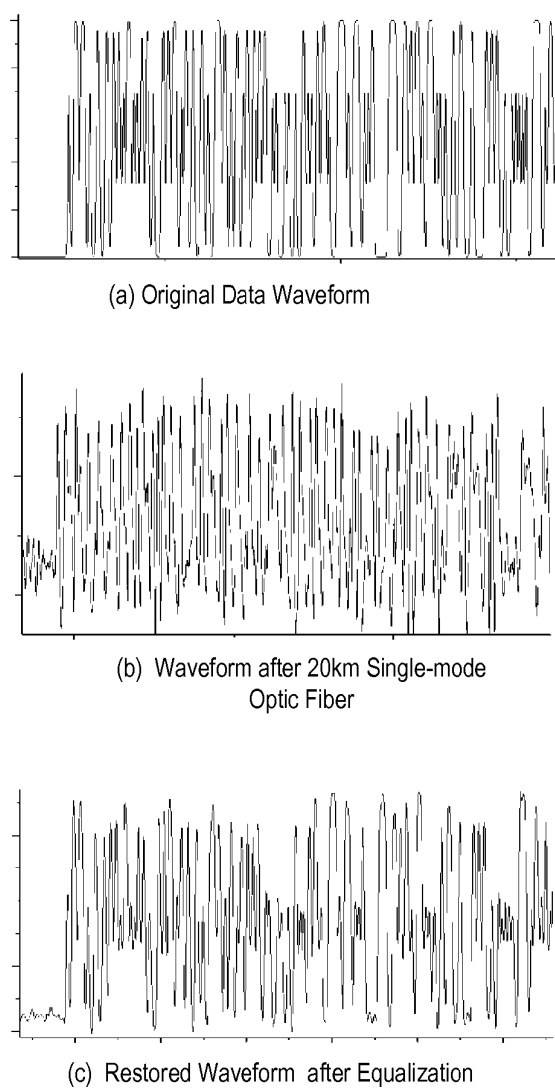 (a) Original Data Waveform
(b) Waveform after 20km Single-mode
Optic Fiber
(c) Restored Waveform after Equalization